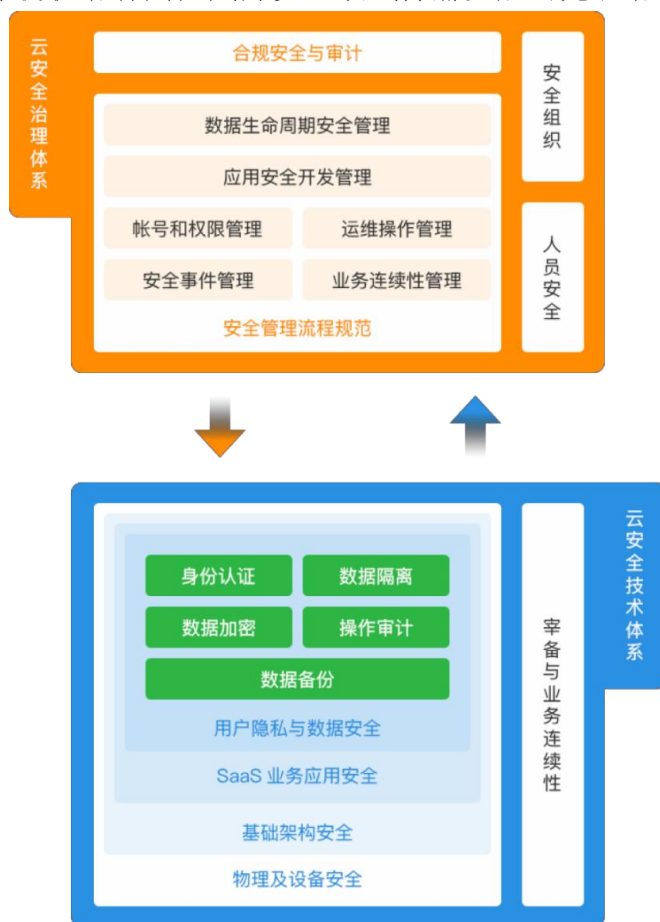 云安全治理体系
合规安全与审计
数据生命周期安全管理
应用安全开发管理
帐号和权限管理
运维操作管理
安全事件管理
业务连续性管理
安全管理流程规范
安全组织
人员安全
云安全技术体系
身份认证
数据隔离
数据加密
操作审计
数据备份
用户隐私与数据安全
SaaS 业务应用安全
基础架构安全
物理及设备安全
宰备与业务连续性